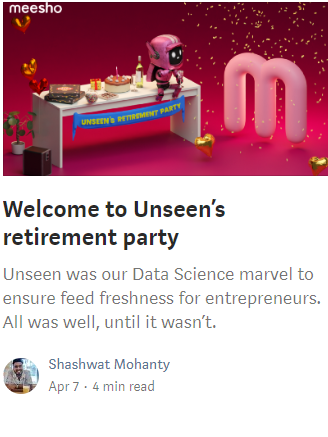 meesho
UNSEEN'S RETIREMENT PARTY
Welcome to Unseen's
retirement party
Unseen was our Data Science marvel to
ensure feed freshness for entrepreneurs.
All was well, until it wasn't.
Shashwat Mohanty
Apr 7 · 4 min read